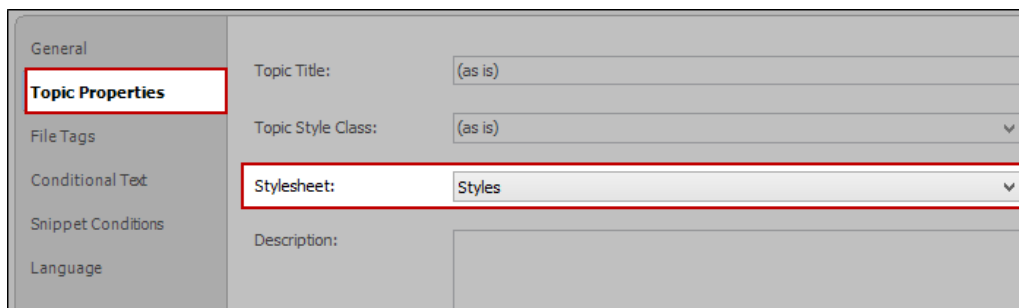 General
Topic Properties
File Tags
Conditional Text
Snippet Conditions
Language
Topic Title: (as is)
Topic Style Class: (as is)
Stylesheet: Styles
Description: